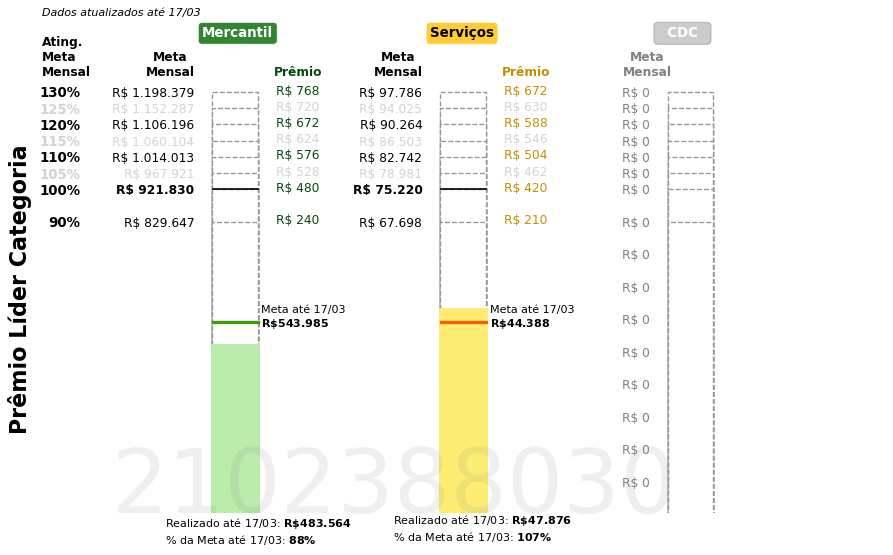 Dados atualizados até 17/03
Mercantil Serviços CDC
Ating. Meta Mensal Meta Mensal Prêmio Meta Mensal Prêmio Meta Mensal
130% R$ 1.198.379 R$ 768 R$ 97.786 R$ 672 R$ 0
125% R$ 1.152.287 R$ 720 R$ 94.025 R$ 630 R$ 0
120% R$ 1.106.196 R$ 672 R$ 90.264 R$ 588 R$ 0
115% R$ 1.060.104 R$ 624 R$ 86.503 R$ 546 R$ 0
110% R$ 1.014.013 R$ 576 R$ 82.742 R$ 504 R$ 0
105% R$ 967.921 R$ 528 R$ 78.981 R$ 462 R$ 0
100% R$ 921.830 R$ 480 R$ 75.220 R$ 420 R$ 0
90% R$ 829.647 R$ 240 R$ 67.698 R$ 210 R$ 0
R$ 0
R$ 0
Meta até 17/03 Meta até 17/03
R$543.985 R$44.388 R$ 0
R$ 0
R$ 0
R$ 0
R$ 0
R$ 0
Prêmio Líder Categoria
2102388030
Realizado até 17/03: R$483.564 Realizado até 17/03: R$47.876
% da Meta até 17/03: 88% % da Meta até 17/03: 107%